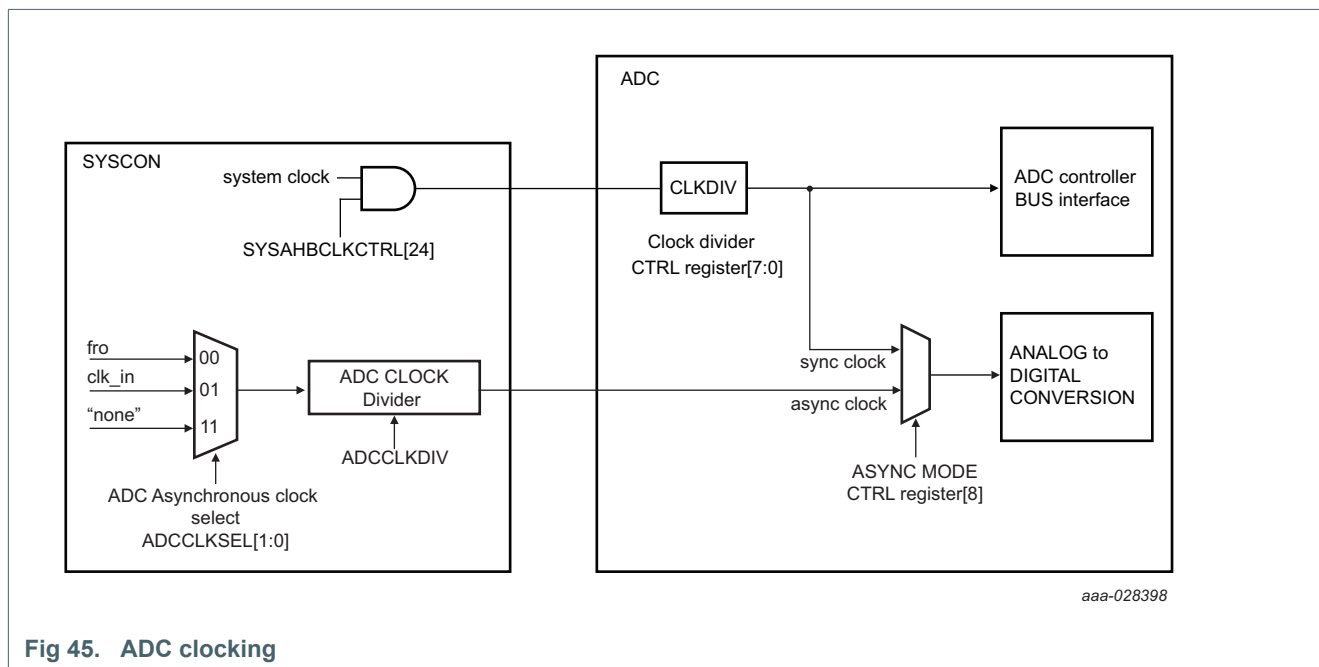 ADC
SYSCON
system clock
SYSAHBCLKCTRL[24]
CLKDIV
Clock divider
CTRL register[7:0]
ADC controller
BUS interface
fro
clk_in
“none”
00
01
11
ADC CLOCK
Divider
ADCCLKDIV
ADC Asynchronous clock
select
ADCCLKSEL[1:0]
sync clock
async clock
ANALOG to
DIGITAL
CONVERSION
ASYNC MODE
CTRL register[8]
aaa-028398
Fig 45. ADC clocking